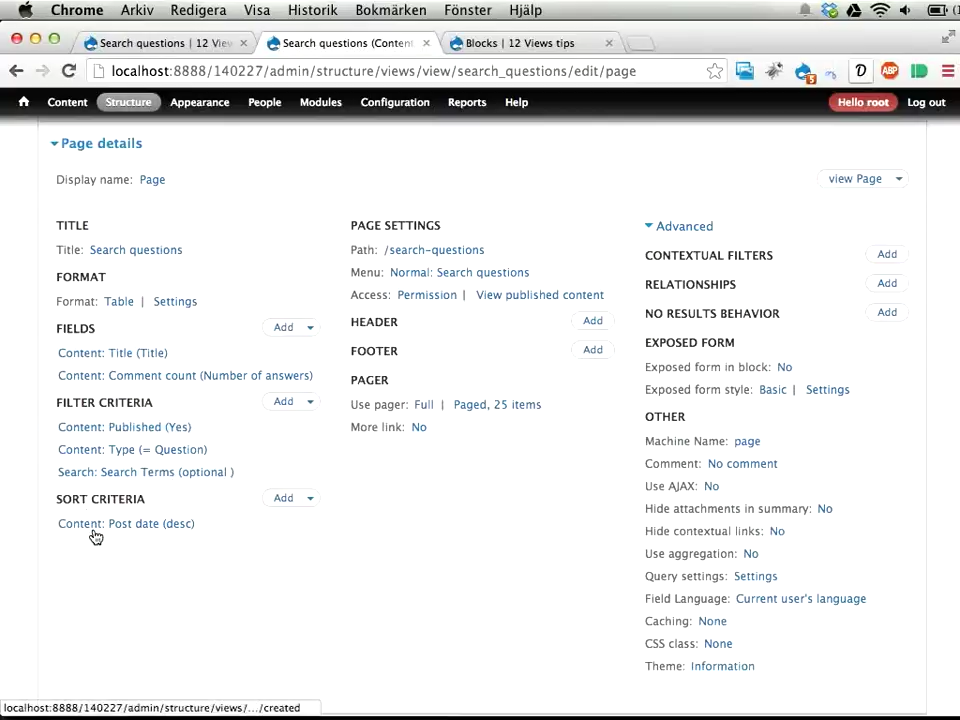 Chrome Arkiv Redigera Visa Historik Bokmärken Fönster Hjälp
Search questions | 12 View
Search questions (Conten
Blocks | 12 Views tips
localhost:8888/140227/admin/structure/views/view/search_questions/edit/page
5 D ABP
Content Structure Appearance People Modules Configuration Reports Help Hello root Log out
Page details
Display name: Page view Page
TITLE
Title: Search questions
FORMAT
Format: Table | Settings
FIELDS Add
Content: Title (Title)
Content: Comment count (Number of answers)
FILTER CRITERIA Add
Content: Published (Yes)
Content: Type (= Question)
Search: Search Terms (optional )
SORT CRITERIA Add
Content: Post date (desc)
PAGE SETTINGS
Path: /search-questions
Menu: Normal: Search questions
Access: Permission | View published content
HEADER Add
FOOTER Add
PAGER
Use pager: Full | Paged, 25 items
More link: No
Advanced
CONTEXTUAL FILTERS Add
RELATIONSHIPS Add
NO RESULTS BEHAVIOR Add
EXPOSED FORM
Exposed form in block: No
Exposed form style: Basic | Settings
OTHER
Machine Name: page
Comment: No comment
Use AJAX: No
Hide attachments in summary: No
Hide contextual links: No
Use aggregation: No
Query settings: Settings
Field Language: Current user's language
Caching: None
CSS class: None
Theme: Information
localhost:8888/140227/admin/structure/views/.../created